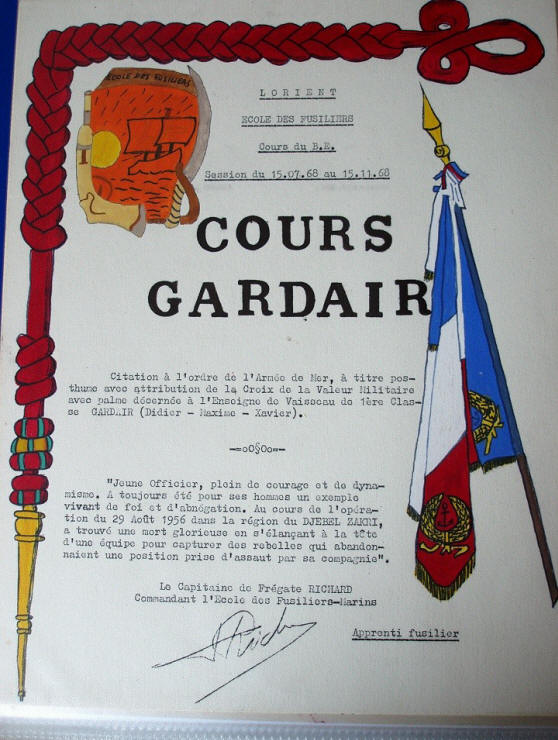 ECOLE DES FUSILIERS
LORIENT
ECOLE DES FUSILIERS
Cours du B.E.
Session du 15.07.68 au 15.11.68
COURS
GARDAIR
Citation à l'ordre de l'Armée de Mer, à titre pos-
thume avec attribution de la Croix de la Valeur Militaire
avec palme décernée à l'Enseigne de Vaisseau de 1ère Clas-
se GARDAIR (Didier - Maxime - Xavier).
-=oO§Oo=-
"Jeune Officier, plein de courage et de dyna-
misme. A toujours été pour ses hommes un exemple
vivant de foi et d'abnégation. Au cours de l'opéra-
tion du 29 Août 1956 dans la région du DJEBEL ZAKRI,
a trouvé une mort glorieuse en s'élançant à la tête
d'une équipe pour capturer des rebelles qui abandon-
naient une position prise d'assaut par sa compagnie".
Le Capitaine de Frégate RICHARD
Commandant l'Ecole des Fusiliers-Marins
Apprenti fusilier